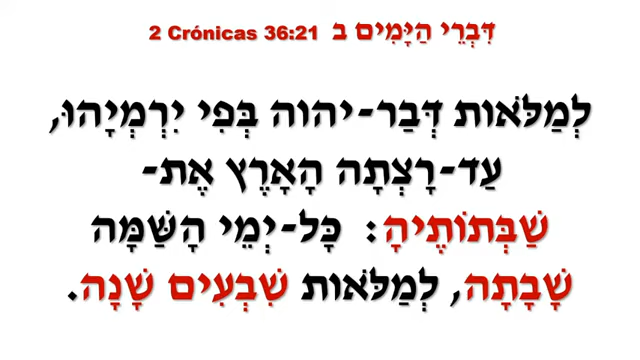 2 Crónicas 36:21 דִּבְרֵי הַיָּמִים ב
לְמַלֹּאות דְּבַר-יהוה בְּפִי יִרְמְיָהוּ,
עַד-רָצְתָה הָאָרֶץ אֶת-
שַׁבְּתוֹתֶיהָ: כָּל-יְמֵי הָשַּׁמָּה
שָׁבָתָה, לְמַלֹּאות שִׁבְעִים שָׁנָה.